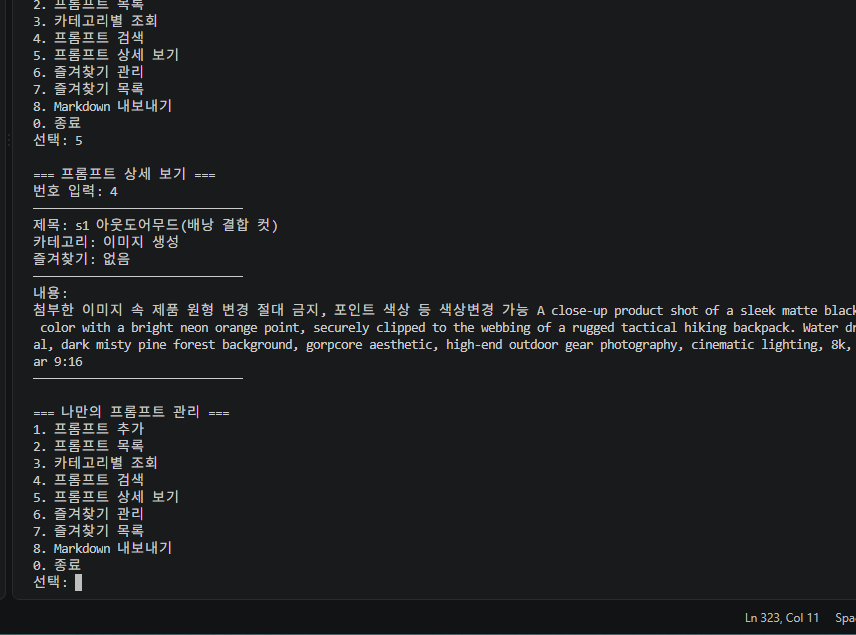 2. 프롬프트 목록
3. 카테고리별 조회
4. 프롬프트 검색
5. 프롬프트 상세 보기
6. 즐겨찾기 관리
7. 즐겨찾기 목록
8. Markdown 내보내기
0. 종료
선택: 5
=== 프롬프트 상세 보기 ===
번호 입력: 4
제목: s1 아웃도어무드(배낭 결합 컷)
카테고리: 이미지 생성
즐겨찾기: 없음
내용:
첨부한 이미지 속 제품 원형 변경 절대 금지, 포인트 색상 등 색상변경 가능 A close-up product shot of a sleek matte black
color with a bright neon orange point, securely clipped to the webbing of a rugged tactical hiking backpack. Water dr
al, dark misty pine forest background, gorpcore aesthetic, high-end outdoor gear photography, cinematic lighting, 8k,
ar 9:16
=== 나만의 프롬프트 관리 ===
1. 프롬프트 추가
2. 프롬프트 목록
3. 카테고리별 조회
4. 프롬프트 검색
5. 프롬프트 상세 보기
6. 즐겨찾기 관리
7. 즐겨찾기 목록
8. Markdown 내보내기
0. 종료
선택:
Ln 323, Col 11 Spa